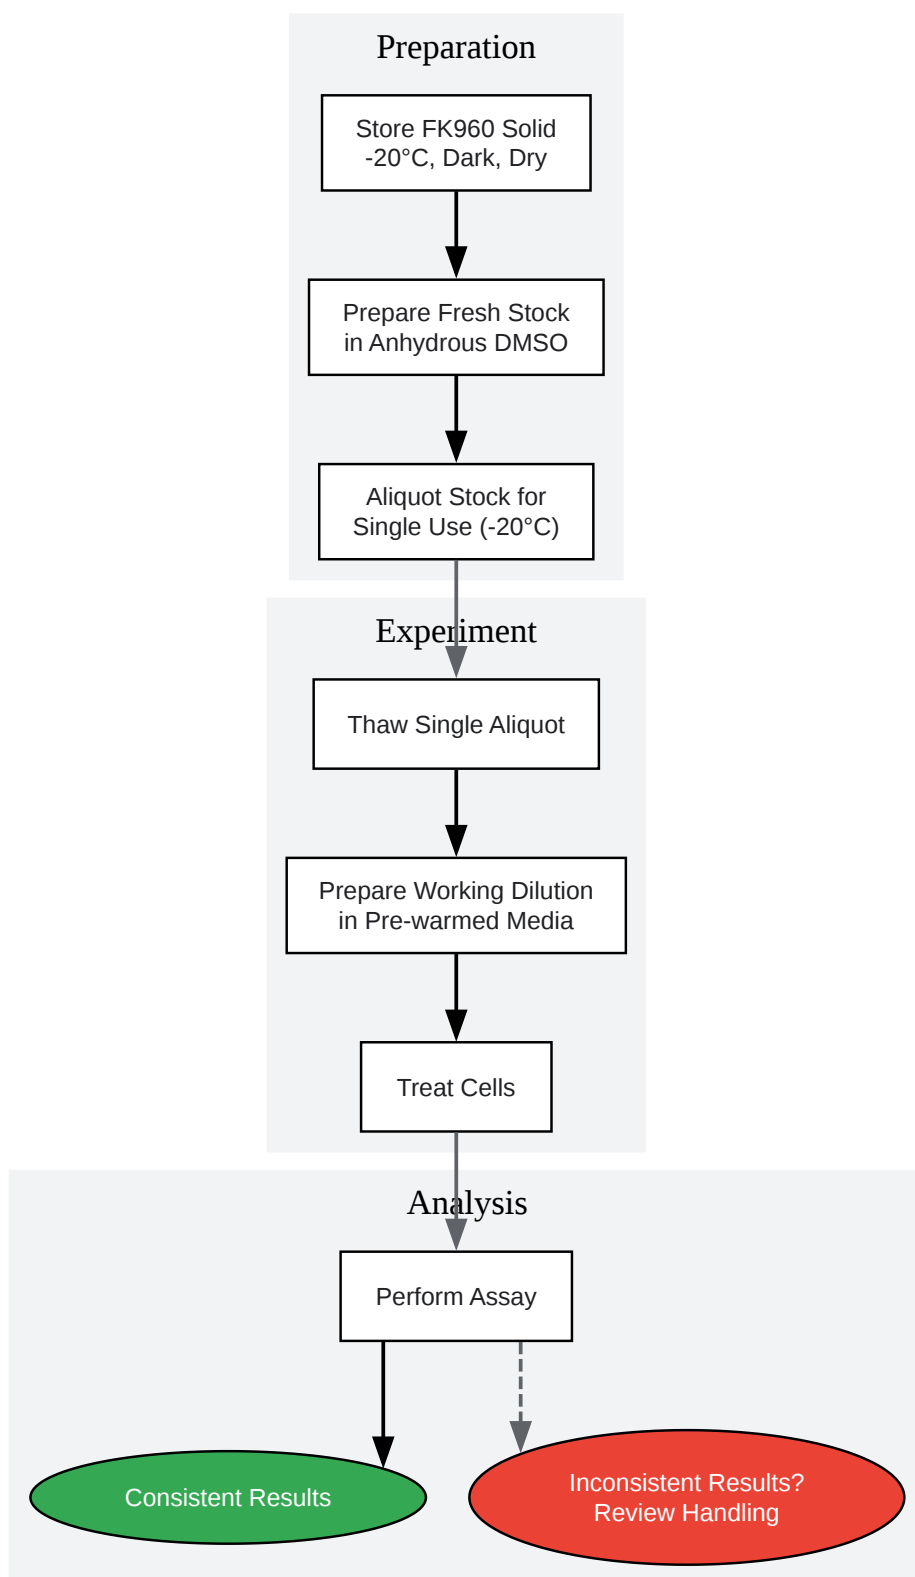 Preparation
Store FK960 Solid
-20°C, Dark, Dry
Prepare Fresh Stock
in Anhydrous DMSO
Aliquot Stock for
Single Use (-20°C)
Experiment
Thaw Single Aliquot
Prepare Working Dilution
in Pre-warmed Media
Treat Cells
Analysis
Perform Assay
Consistent Results
Inconsistent Results?
Review Handling